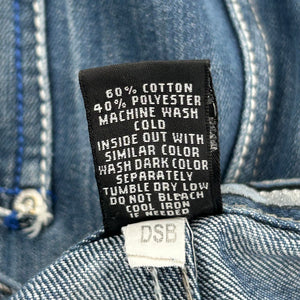 60% COTTON
40% POLYESTER
MACHINE WASH
COLD
INSIDE OUT WITH
SIMILAR COLOR
WASH DARK COLOR
SEPARATELY
TUMBLE DRY LOW
DO NOT BLEACH
COOL IRON
IF NEEDED
DSB